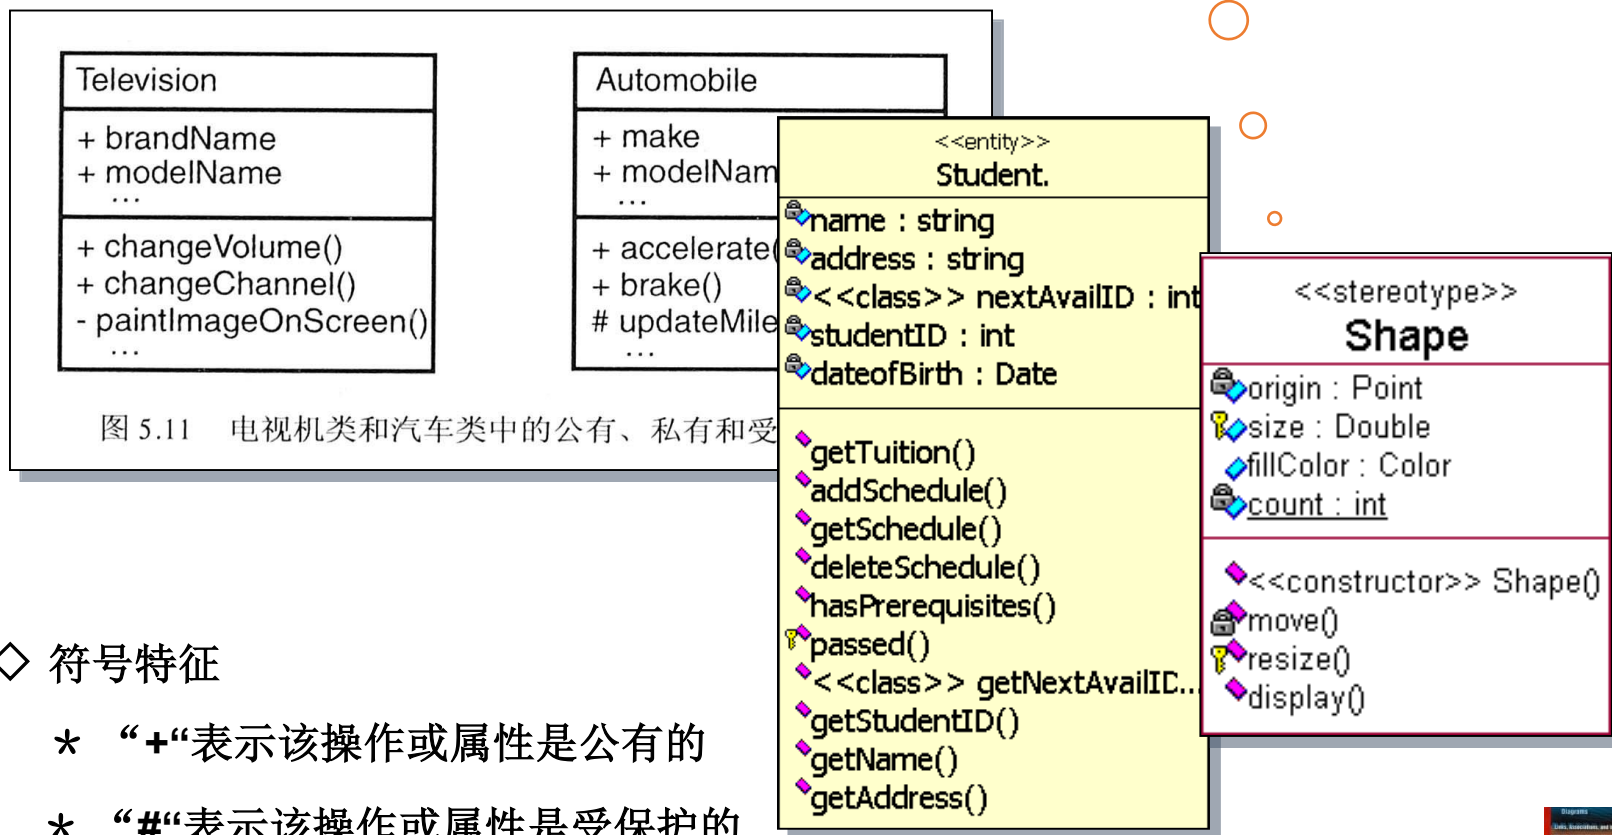 Television
+ brandName
+ modelName
...
+ changeVolume()
+ changeChannel()
- paintImageOnScreen()
...
Automobile
+ make
+ modelNam
...
+ accelerate(
+ brake()
# updateMile
...
图 5.11 电视机类和汽车类中的公有、私有和受
<<entity>>
Student.
name : string
address : string
<<class>> nextAvailID : int
studentID : int
dateofBirth : Date
getTuition()
addSchedule()
getSchedule()
deleteSchedule()
hasPrerequisites()
passed()
<<class>> getNextAvailID...
getStudentID()
getName()
getAddress()
<<stereotype>>
Shape
origin : Point
size : Double
fillColor : Color
count : int
<<constructor>> Shape()
move()
resize()
display()
◇ 符号特征
* “+“表示该操作或属性是公有的
* “#“表示该操作或属性是受保护的
Diagrams